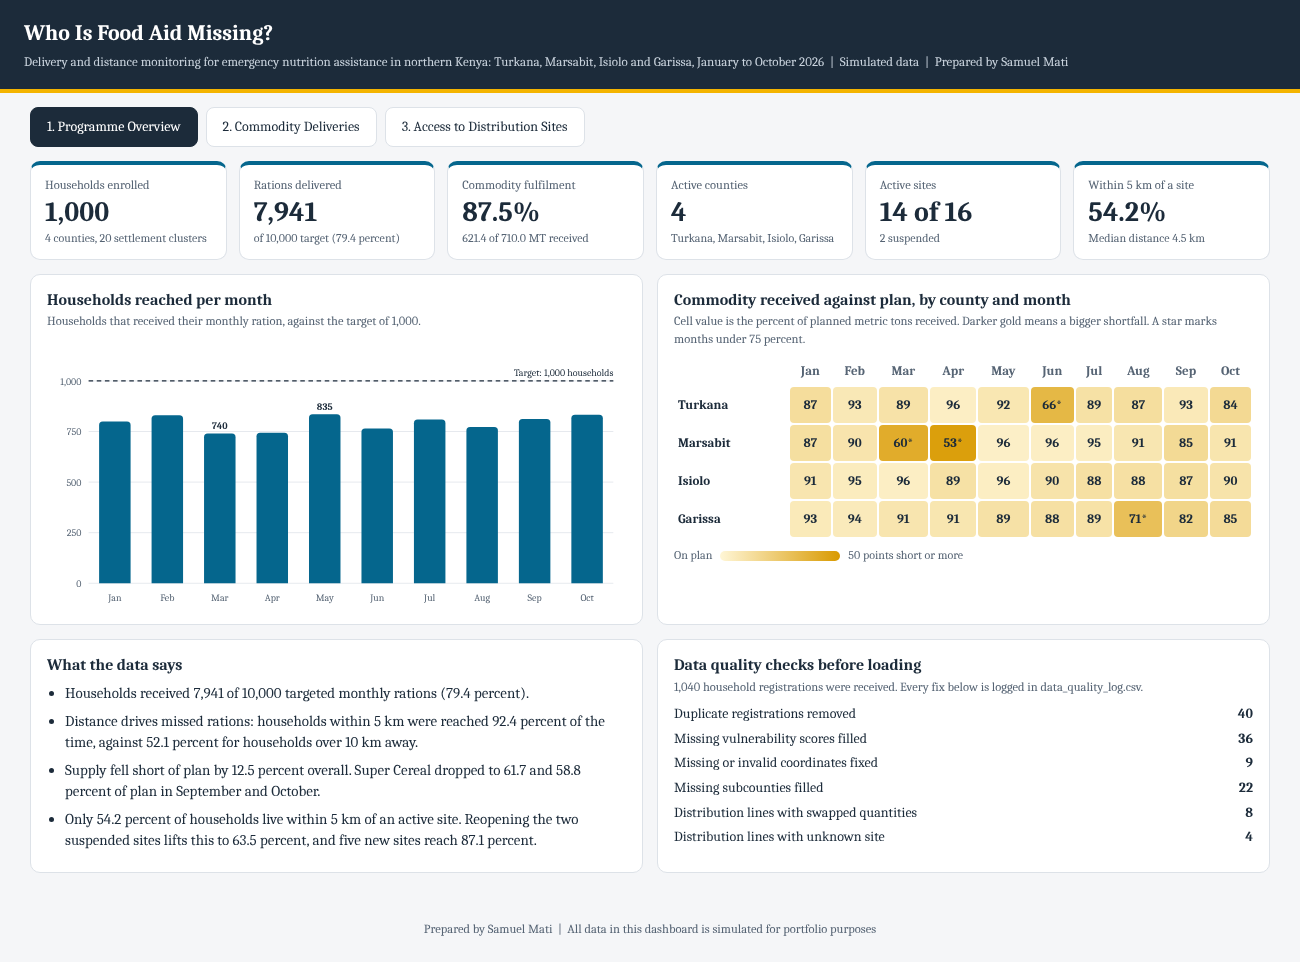 Who Is Food Aid Missing?
Delivery and distance monitoring for emergency nutrition assistance in northern Kenya: Turkana, Marsabit, Isiolo and Garissa, January to October 2026 | Simulated data | Prepared by Samuel Mati
1. Programme Overview
2. Commodity Deliveries
3. Access to Distribution Sites
Households enrolled
1,000
4 counties, 20 settlement clusters
Rations delivered
7,941
of 10,000 target (79.4 percent)
Commodity fulfilment
87.5%
621.4 of 710.0 MT received
Active counties
4
Turkana, Marsabit, Isiolo, Garissa
Active sites
14 of 16
2 suspended
Within 5 km of a site
54.2%
Median distance 4.5 km
Households reached per month
Households that received their monthly ration, against the target of 1,000.
Target: 1,000 households
1,000
835
740
750
500
250
0
Jan Feb Mar Apr May Jun Jul Aug Sep Oct
Commodity received against plan, by county and month
Cell value is the percent of planned metric tons received. Darker gold means a bigger shortfall. A star marks
months under 75 percent.
Jan Feb Mar Apr May Jun Jul Aug Sep Oct
Turkana 87 93 89 96 92 66* 89 87 93 84
Marsabit 87 90 60* 53* 96 96 95 91 85 91
Isiolo 91 95 96 89 96 90 88 88 87 90
Garissa 93 94 91 91 89 88 89 71* 82 85
On plan 50 points short or more
What the data says
• Households received 7,941 of 10,000 targeted monthly rations (79.4 percent).
• Distance drives missed rations: households within 5 km were reached 92.4 percent of the
time, against 52.1 percent for households over 10 km away.
• Supply fell short of plan by 12.5 percent overall. Super Cereal dropped to 61.7 and 58.8
percent of plan in September and October.
• Only 54.2 percent of households live within 5 km of an active site. Reopening the two
suspended sites lifts this to 63.5 percent, and five new sites reach 87.1 percent.
Data quality checks before loading
1,040 household registrations were received. Every fix below is logged in data_quality_log.csv.
Duplicate registrations removed 40
Missing vulnerability scores filled 36
Missing or invalid coordinates fixed 9
Missing subcounties filled 22
Distribution lines with swapped quantities 8
Distribution lines with unknown site 4
Prepared by Samuel Mati | All data in this dashboard is simulated for portfolio purposes